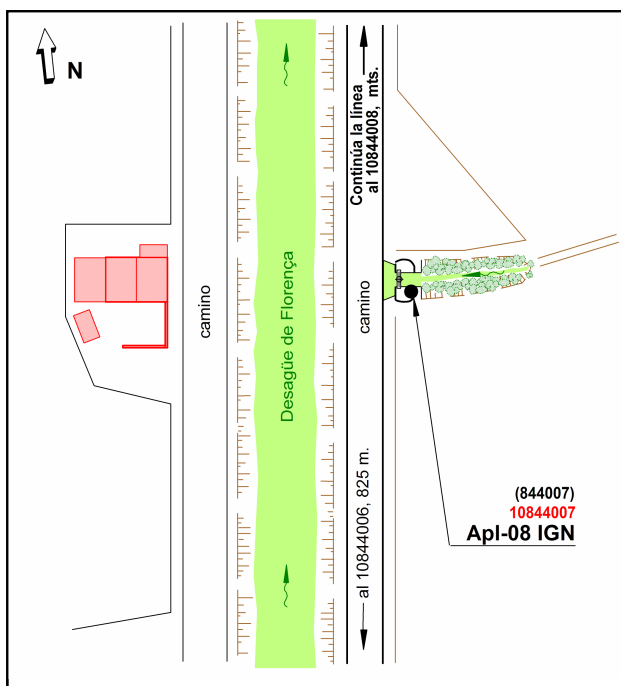 N
Continúa la línea
al 10844008, mts.
camino
Desagüe de Florença
camino
al 10844006, 825 m.
(844007)
10844007
Apl-08 IGN